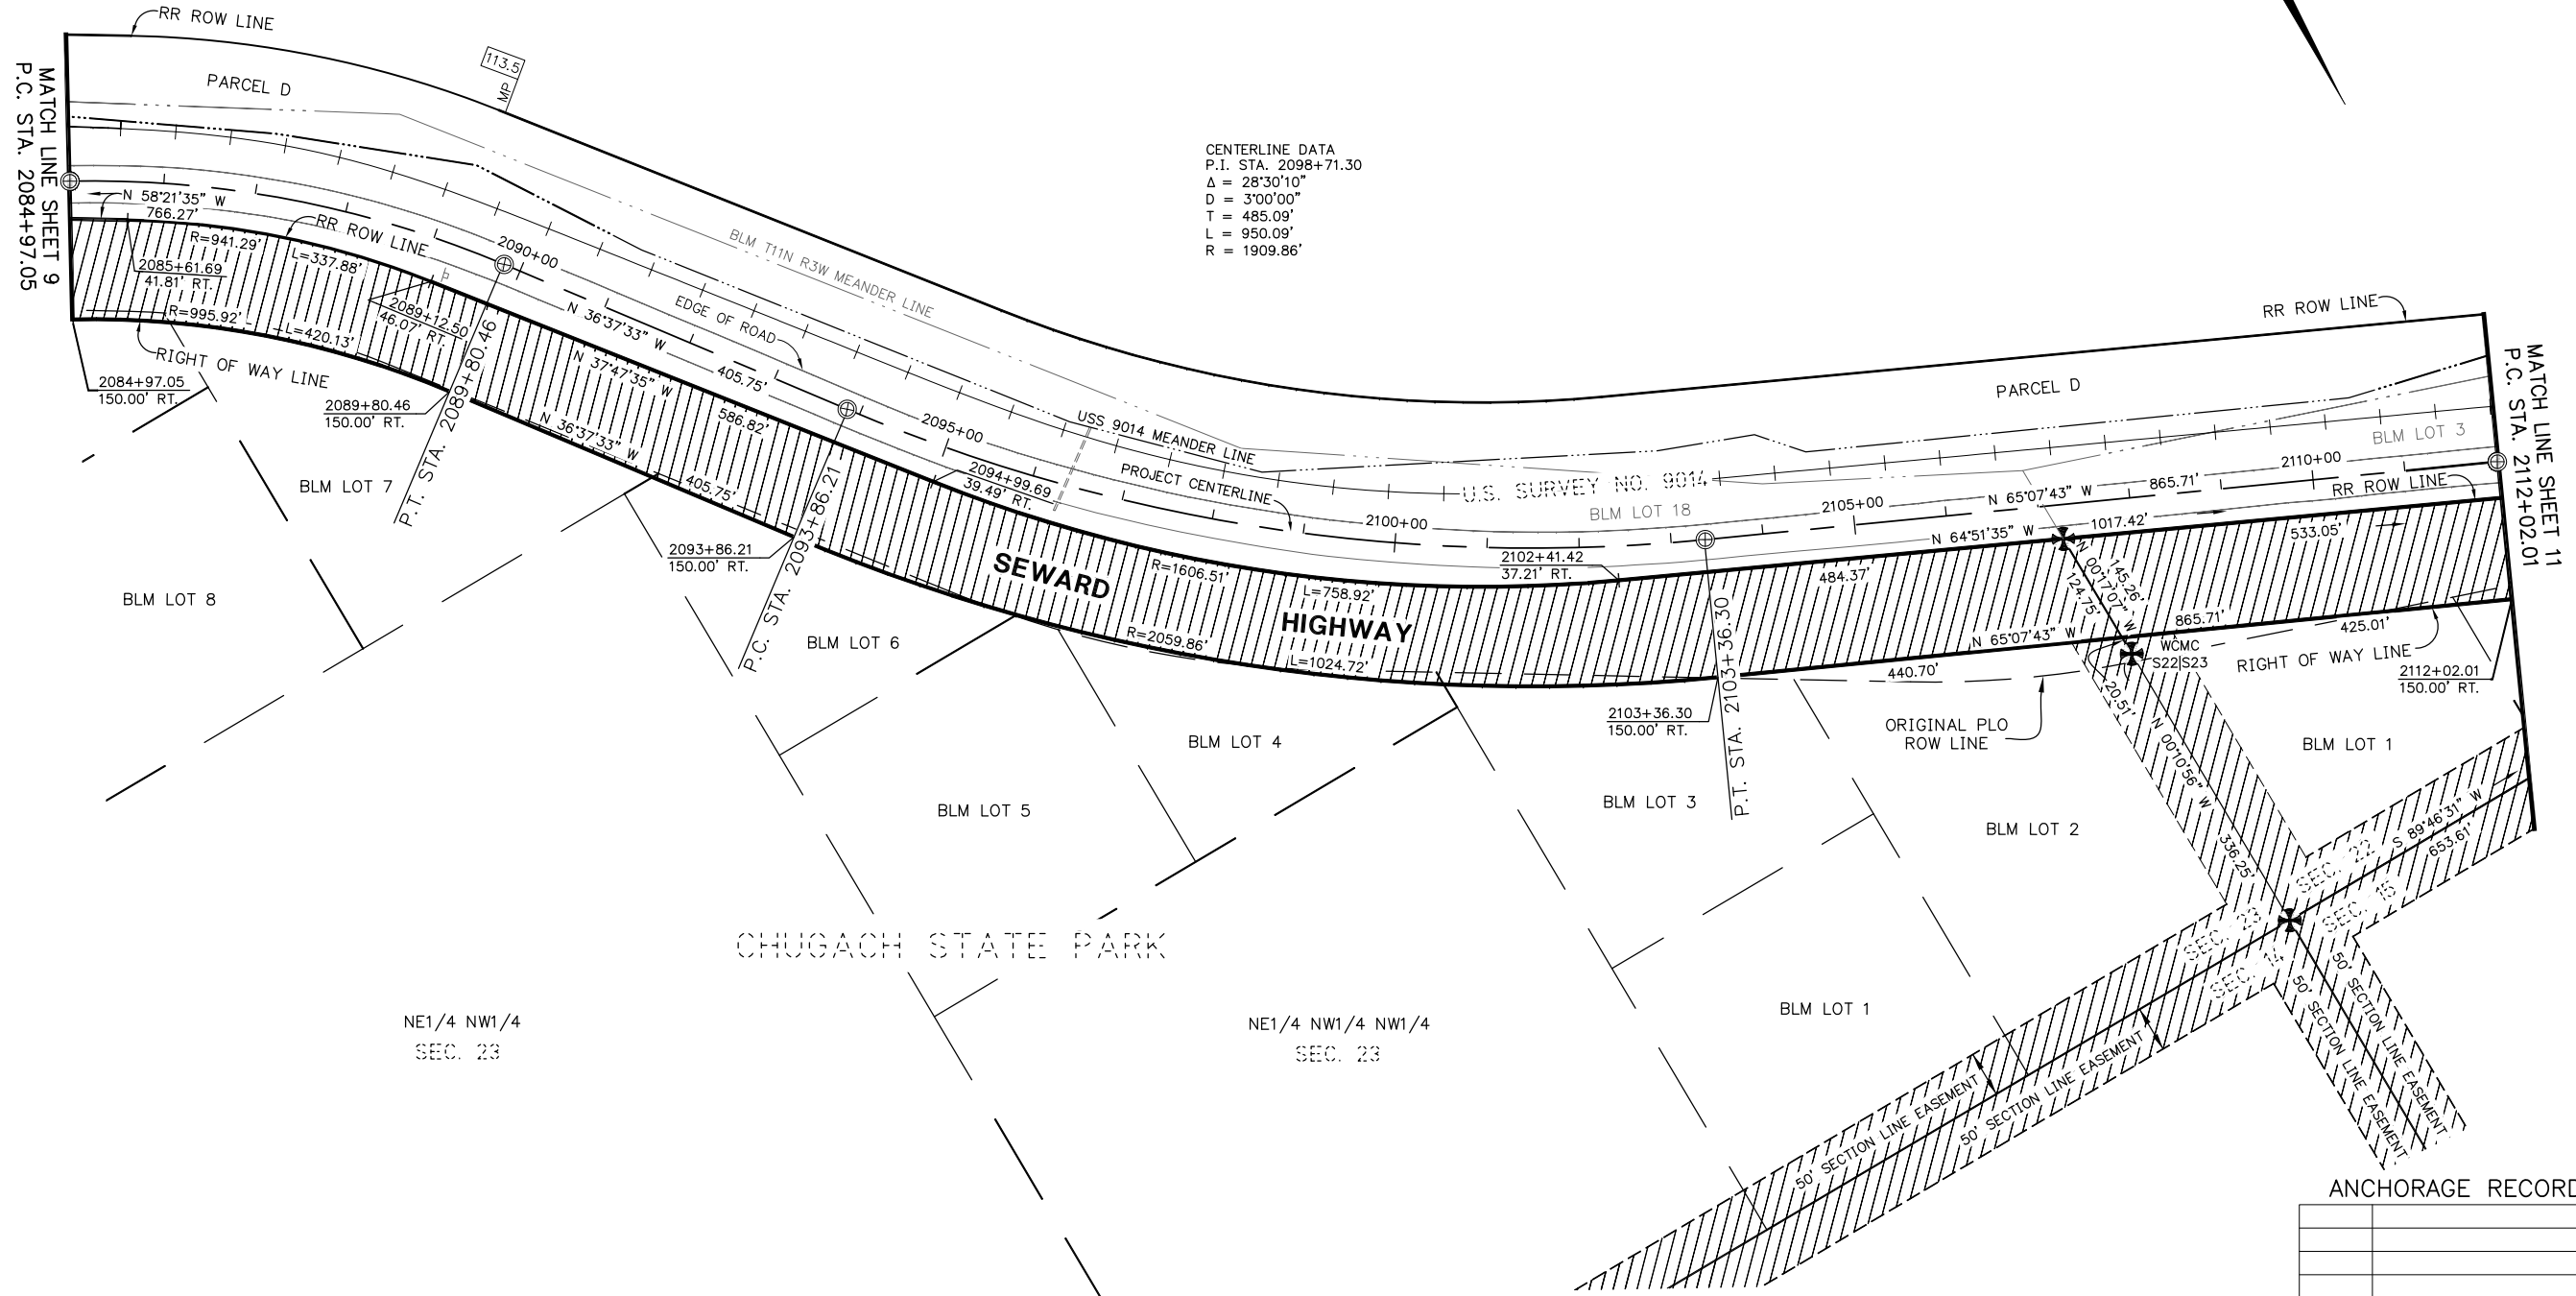 RR ROW LINE
PARCEL D
MATCH LINE SHEET 9
P.C. STA. 2084+97.05
113.5
MP
CENTERLINE DATA
P.I. STA. 2098+71.30
Δ = 28°30'10"
D = 3°00'00"
T = 485.09'
L = 950.09'
R = 1909.86'
N 58°21'35" W
766.27'
RR ROW LINE
R=941.29'
L=337.88'
2085+61.69
41.81' RT.
R=995.92'
L=420.13'
2089+12.50
46.07' RT.
RIGHT OF WAY LINE
2084+97.05
150.00' RT.
2089+80.46
150.00' RT.
P.T. STA. 2089+80.46
2090+00
N 36°37'33" W
405.75'
EDGE OF ROAD
BLM T11N R3W MEANDER LINE
N 37°47'35" W
586.82'
N 36°37'33" W
405.75'
2093+86.21
150.00' RT.
P.C. STA. 2093+86.21
2095+00
2094+99.69
39.49' RT.
USS 9014 MEANDER LINE
PROJECT CENTERLINE
U.S. SURVEY NO. 9014
BLM LOT 18
2100+00
2102+41.42
37.21' RT.
SEWARD
HIGHWAY
R=1606.51'
L=758.92'
R=2059.86'
L=1024.72'
2103+36.30
150.00' RT.
P.T. STA. 2103+36.30
2105+00
N 65°07'43" W
865.71'
2110+00
RR ROW LINE
PARCEL D
BLM LOT 3
RR ROW LINE
MATCH LINE SHEET 11
P.C. STA. 2112+02.01
N 64°51'35" W
1017.42'
484.37'
533.05'
N 00°17'07" W
145.26'
124.75'
N 65°07'43" W
865.71'
440.70'
425.01'
WCMC
S22|S23
20.51'
RIGHT OF WAY LINE
2112+02.01
150.00' RT.
ORIGINAL PLO
ROW LINE
N 00°10'56" W
336.25'
S 89°46'31" W
653.61'
SEC. 22
SEC. 15
SEC. 23
SEC. 14
BLM LOT 7
BLM LOT 8
BLM LOT 6
BLM LOT 5
BLM LOT 4
BLM LOT 3
BLM LOT 2
BLM LOT 1
BLM LOT 1
CHUGACH STATE PARK
NE1/4 NW1/4
SEC. 23
NE1/4 NW1/4 NW1/4
SEC. 23
50' SECTION LINE EASEMENT
50' SECTION LINE EASEMENT
50' SECTION LINE EASEMENT
50' SECTION LINE EASEMENT
ANCHORAGE RECORD